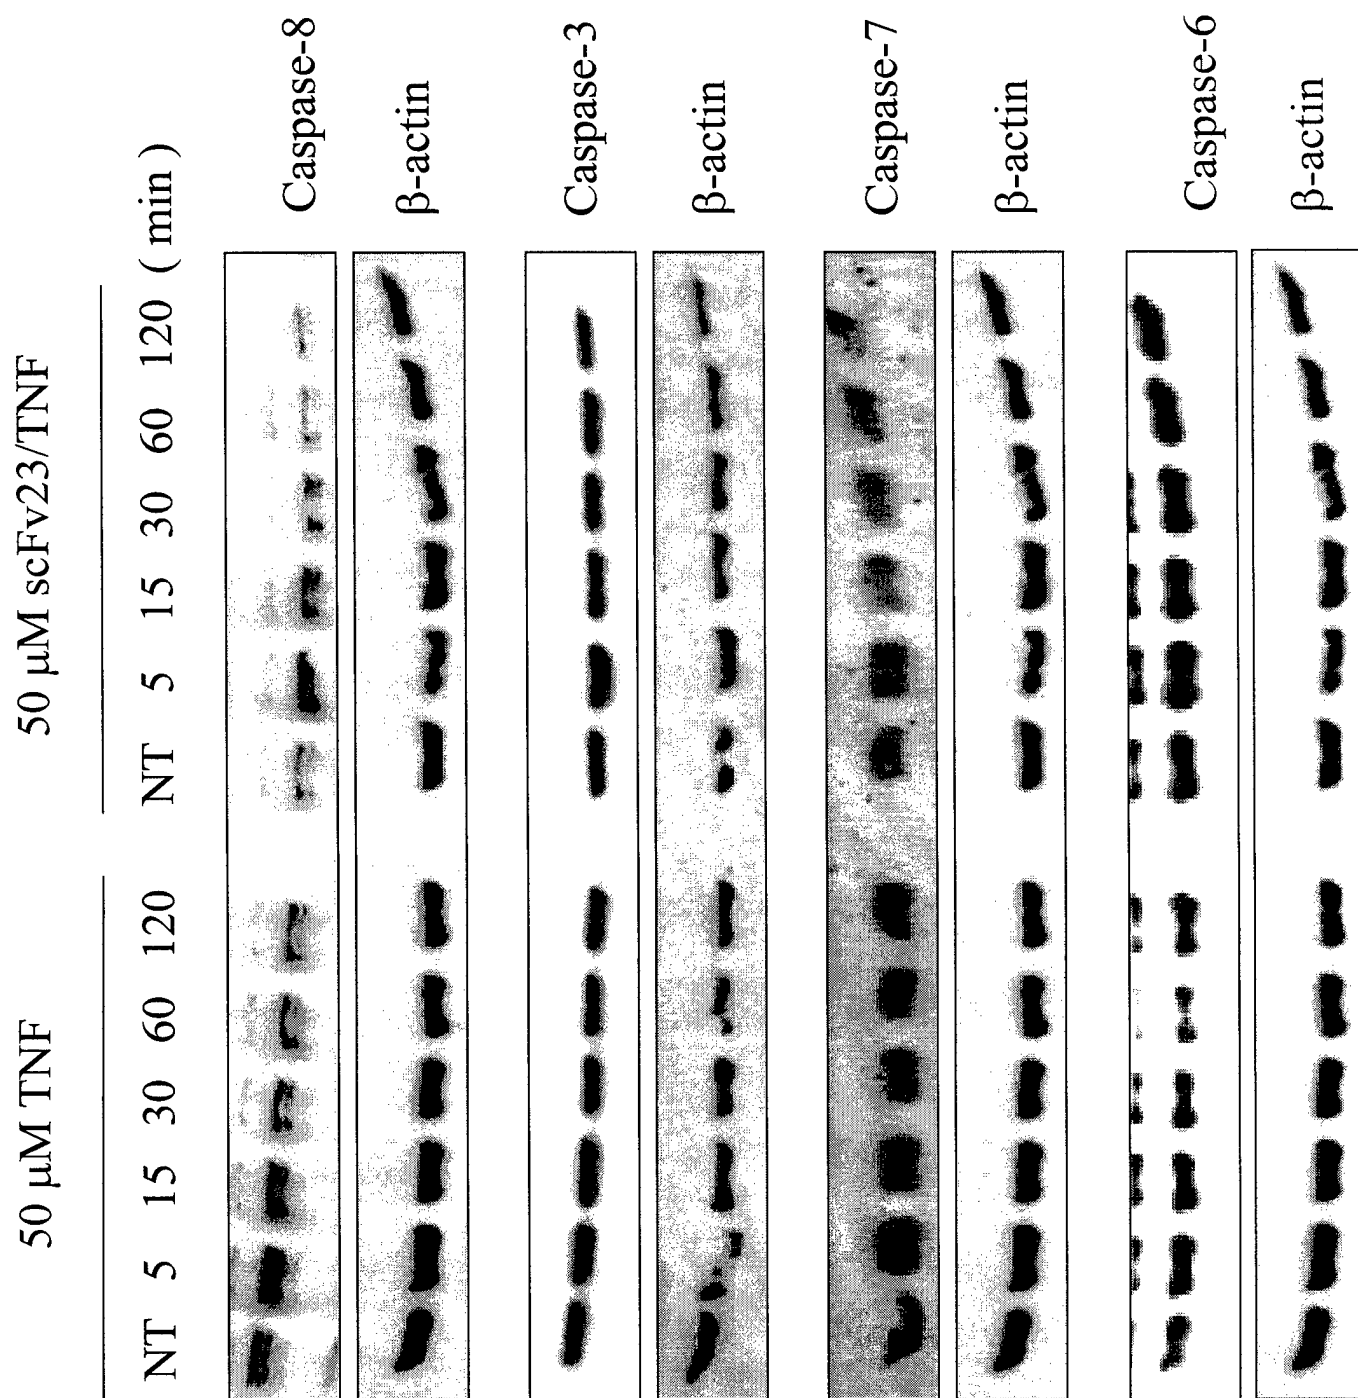 50 μM TNF 50 μM scFv23/TNF
NT 5 15 30 60 120 NT 5 15 30 60 120 ( min )
Caspase-8
β-actin
Caspase-3
β-actin
Caspase-7
β-actin
Caspase-6
β-actin